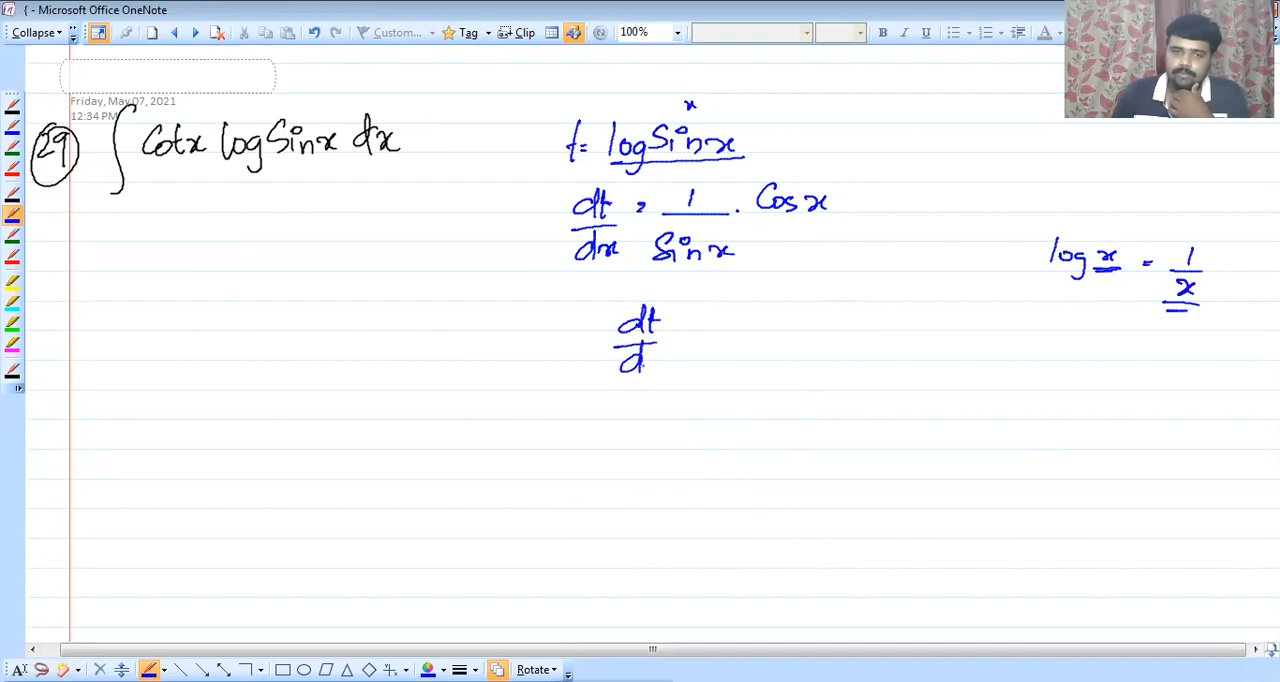 { - Microsoft Office OneNote
Collapse Custom... Tag Clip 100% B I U A
Friday, May 07, 2021
12:34 PM
29 ∫ Cotx log Sinx dx
x
t = log Sinx
dt/dx = 1/Sinx . Cosx
log x = 1/x
dt/d
Rotate